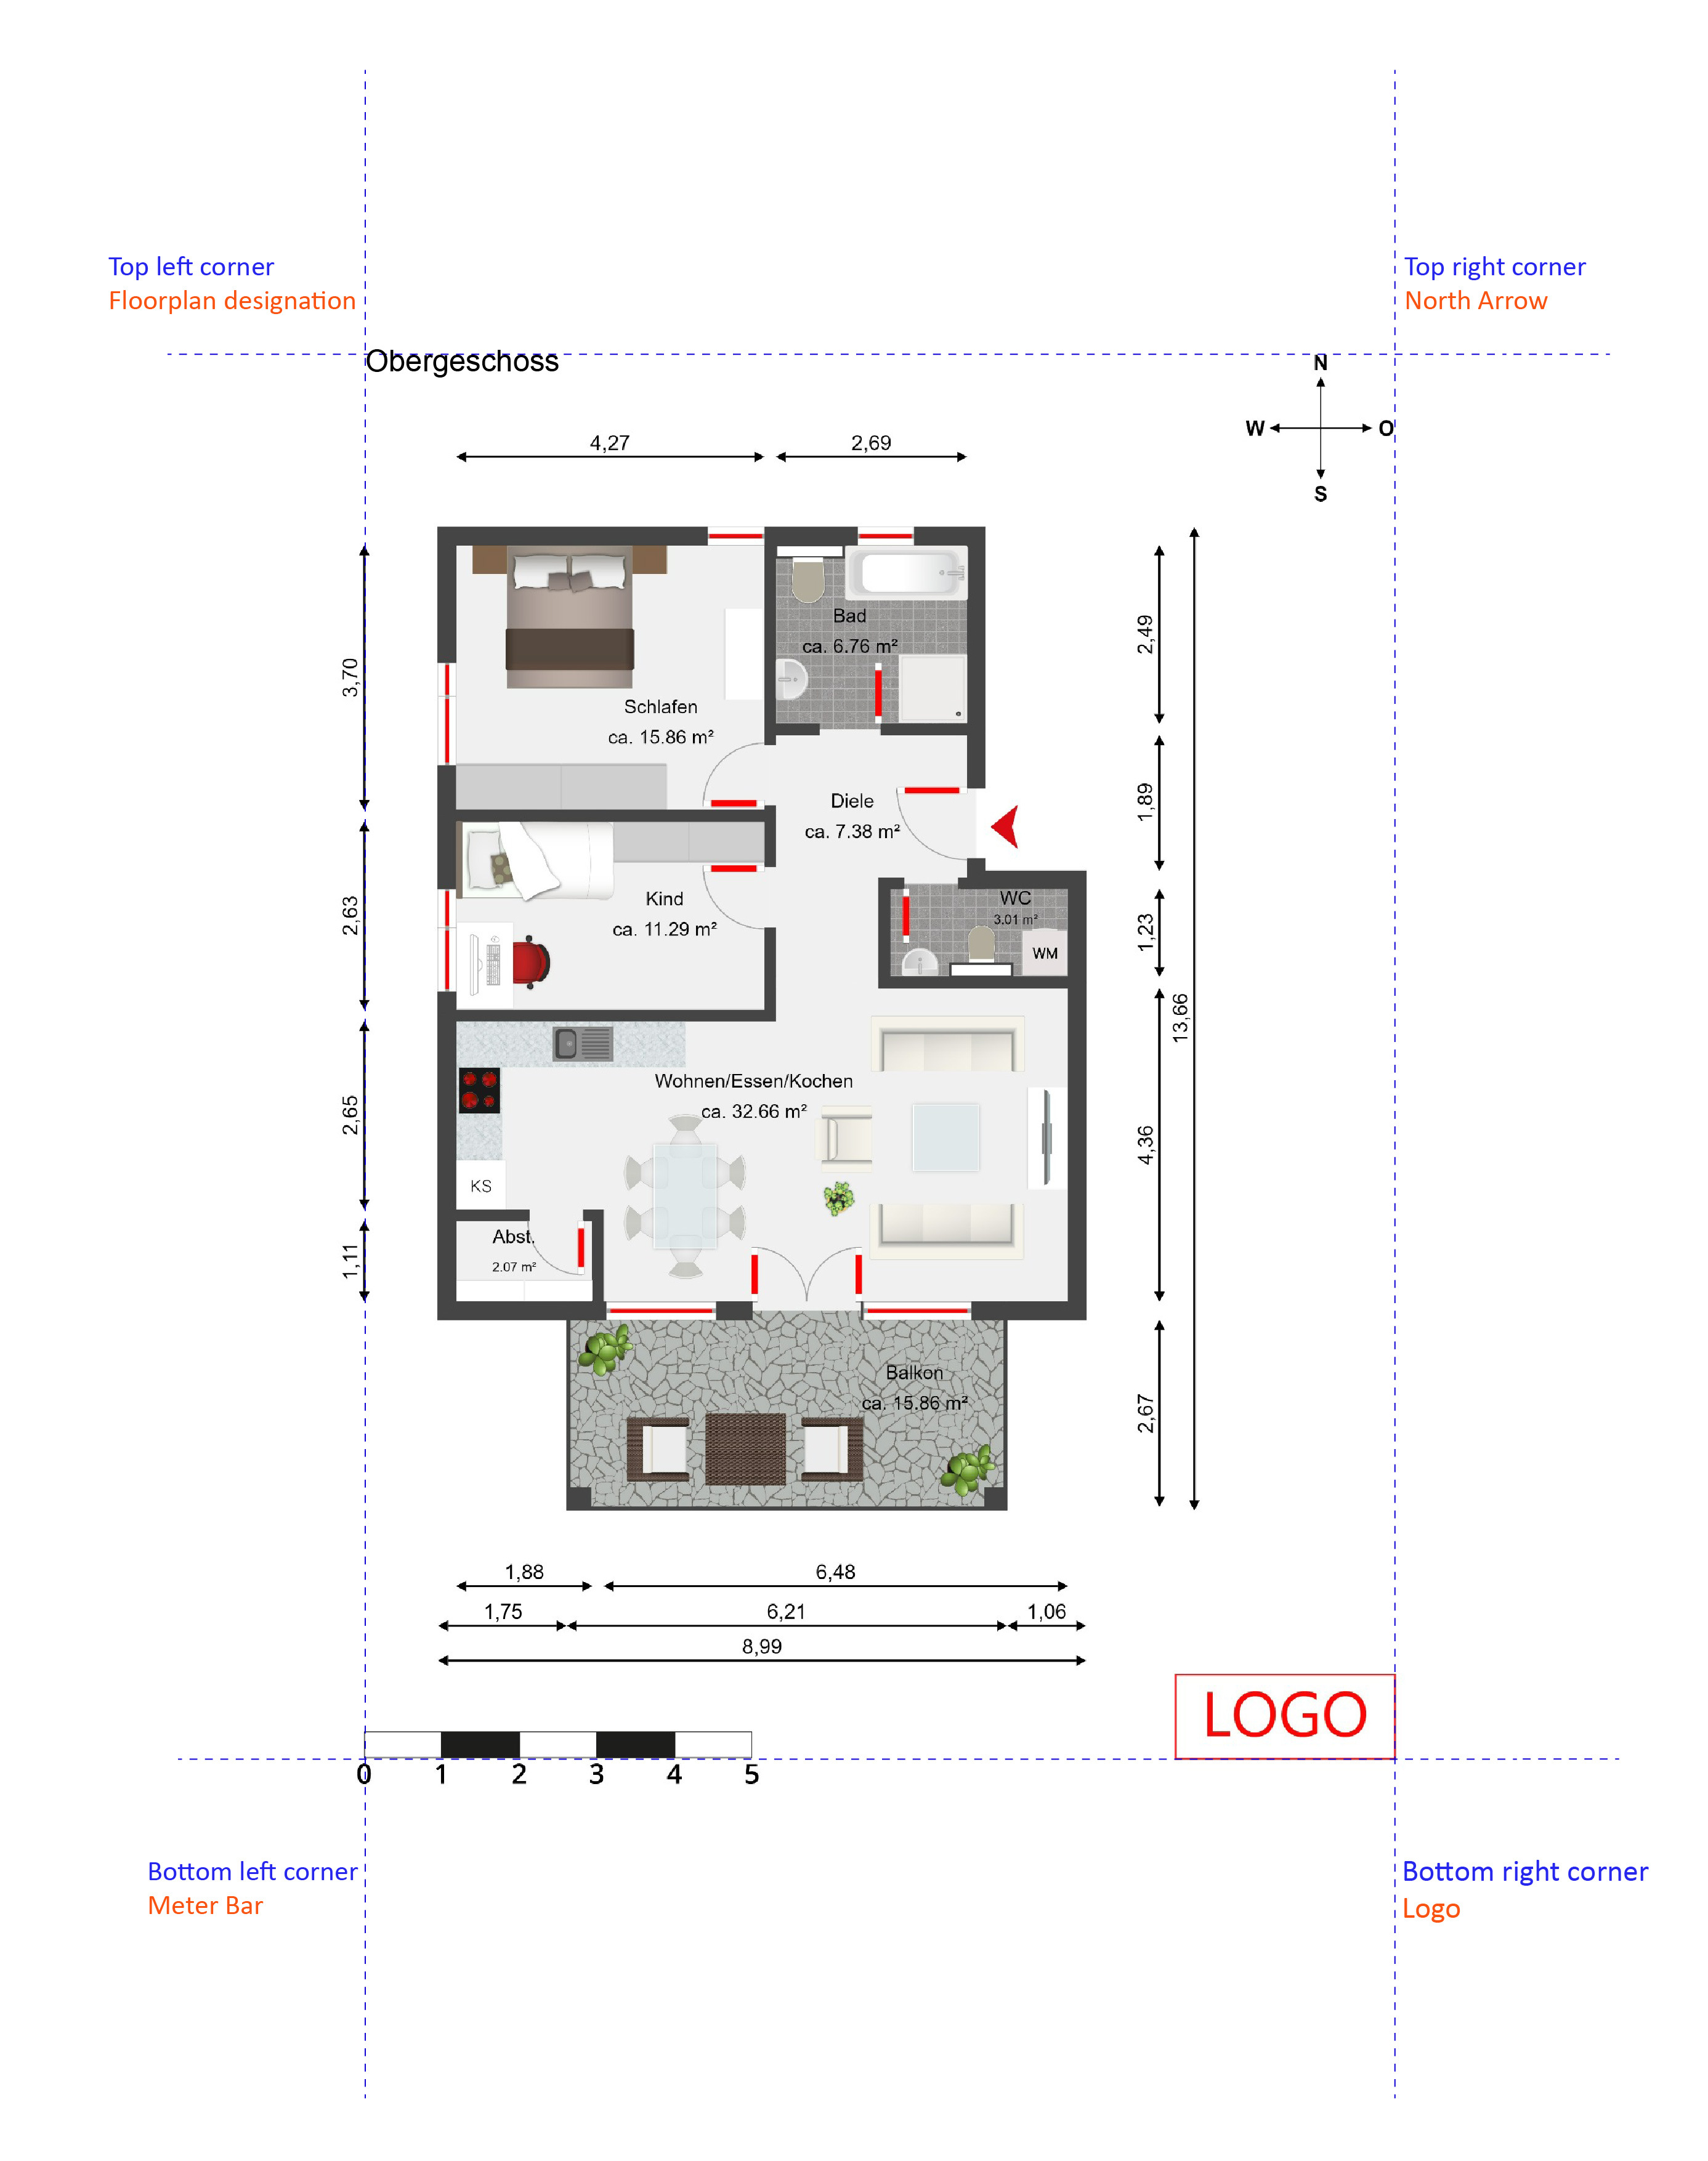 Top left corner
Floorplan designation
Top right corner
North Arrow
Obergeschoss
N
W
O
S
4,27
2,69
3,70
2,63
2,65
1,11
2,49
1,89
1,23
4,36
2,67
13,66
Bad
ca. 6.76 m²
Schlafen
ca. 15.86 m²
Diele
ca. 7.38 m²
Kind
ca. 11.29 m²
WC
3.01 m²
WM
Wohnen/Essen/Kochen
ca. 32.66 m²
KS
Abst.
2.07 m²
Balkon
ca. 15.86 m²
1,88
6,48
1,75
6,21
1,06
8,99
LOGO
0 1 2 3 4 5
Bottom left corner
Meter Bar
Bottom right corner
Logo